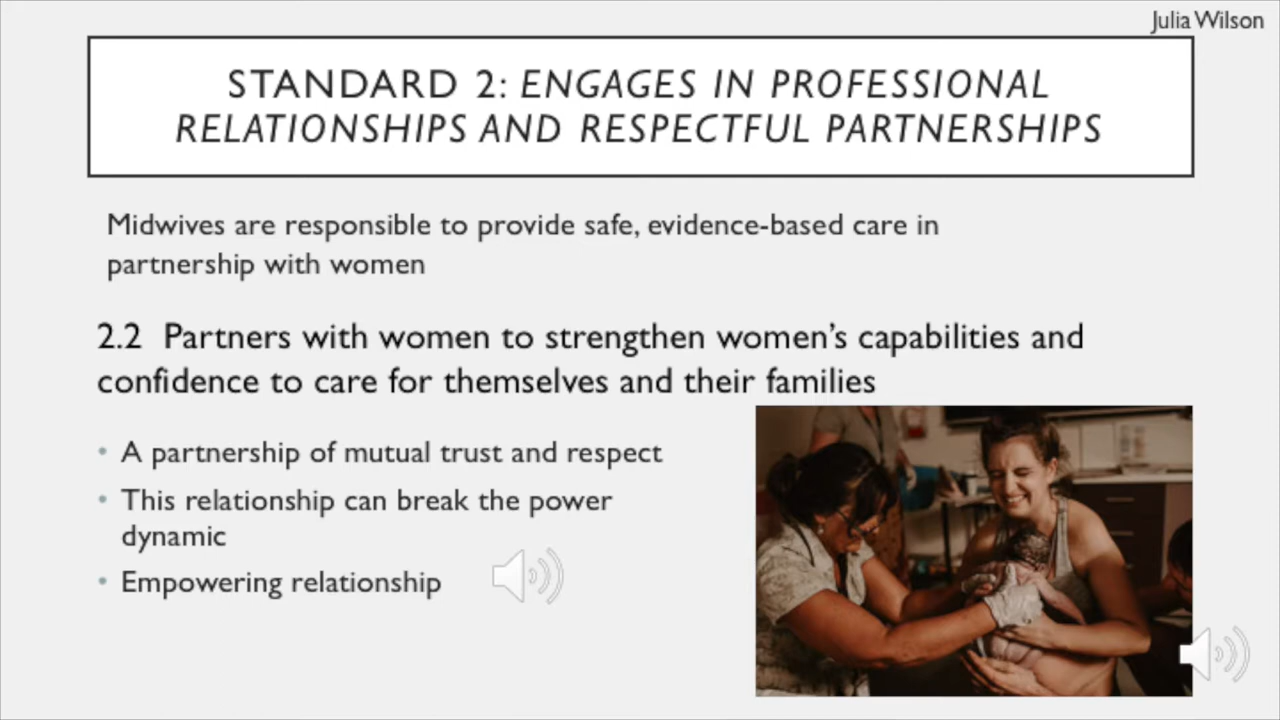 Julia Wilson
STANDARD 2: ENGAGES IN PROFESSIONAL
RELATIONSHIPS AND RESPECTFUL PARTNERSHIPS
Midwives are responsible to provide safe, evidence-based care in
partnership with women
2.2 Partners with women to strengthen women’s capabilities and
confidence to care for themselves and their families
• A partnership of mutual trust and respect
• This relationship can break the power
dynamic
• Empowering relationship